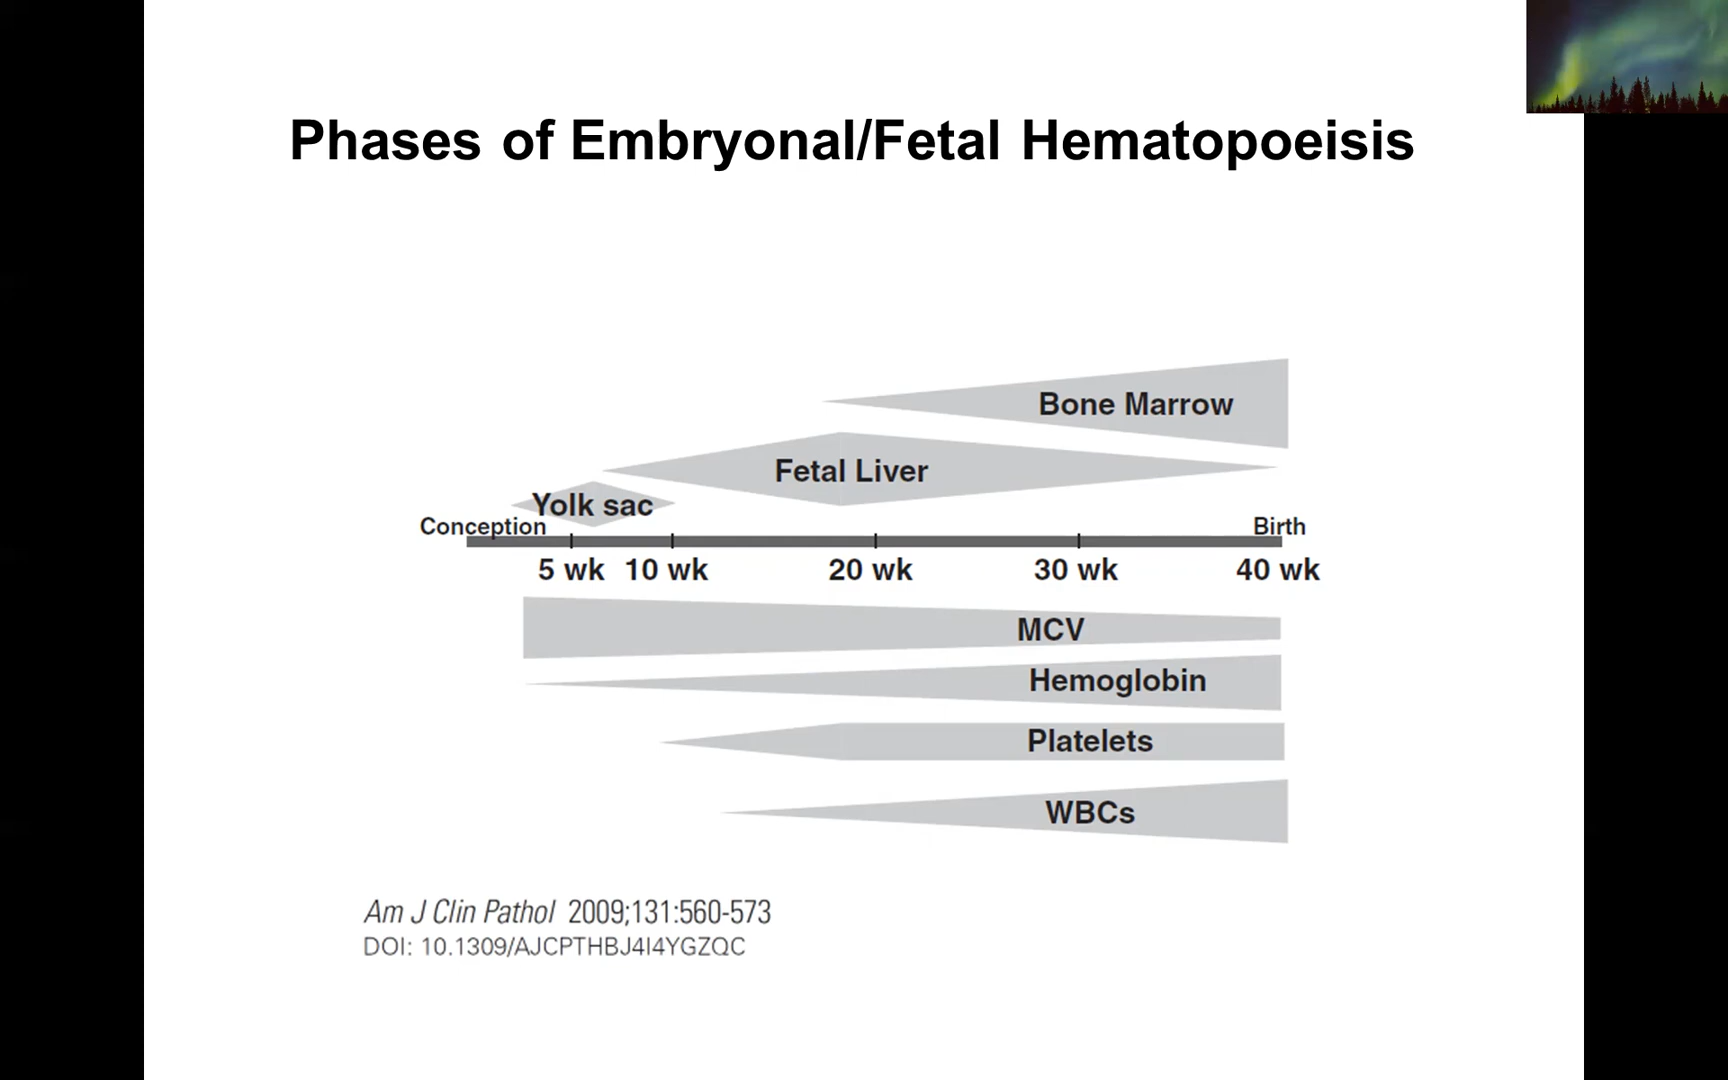 Phases of Embryonal/Fetal Hematopoeisis
Bone Marrow
Fetal Liver
Yolk sac
Conception
Birth
5 wk 10 wk 20 wk 30 wk 40 wk
MCV
Hemoglobin
Platelets
WBCs
Am J Clin Pathol 2009;131:560-573
DOI: 10.1309/AJCPTHBJ4I4YGZQC